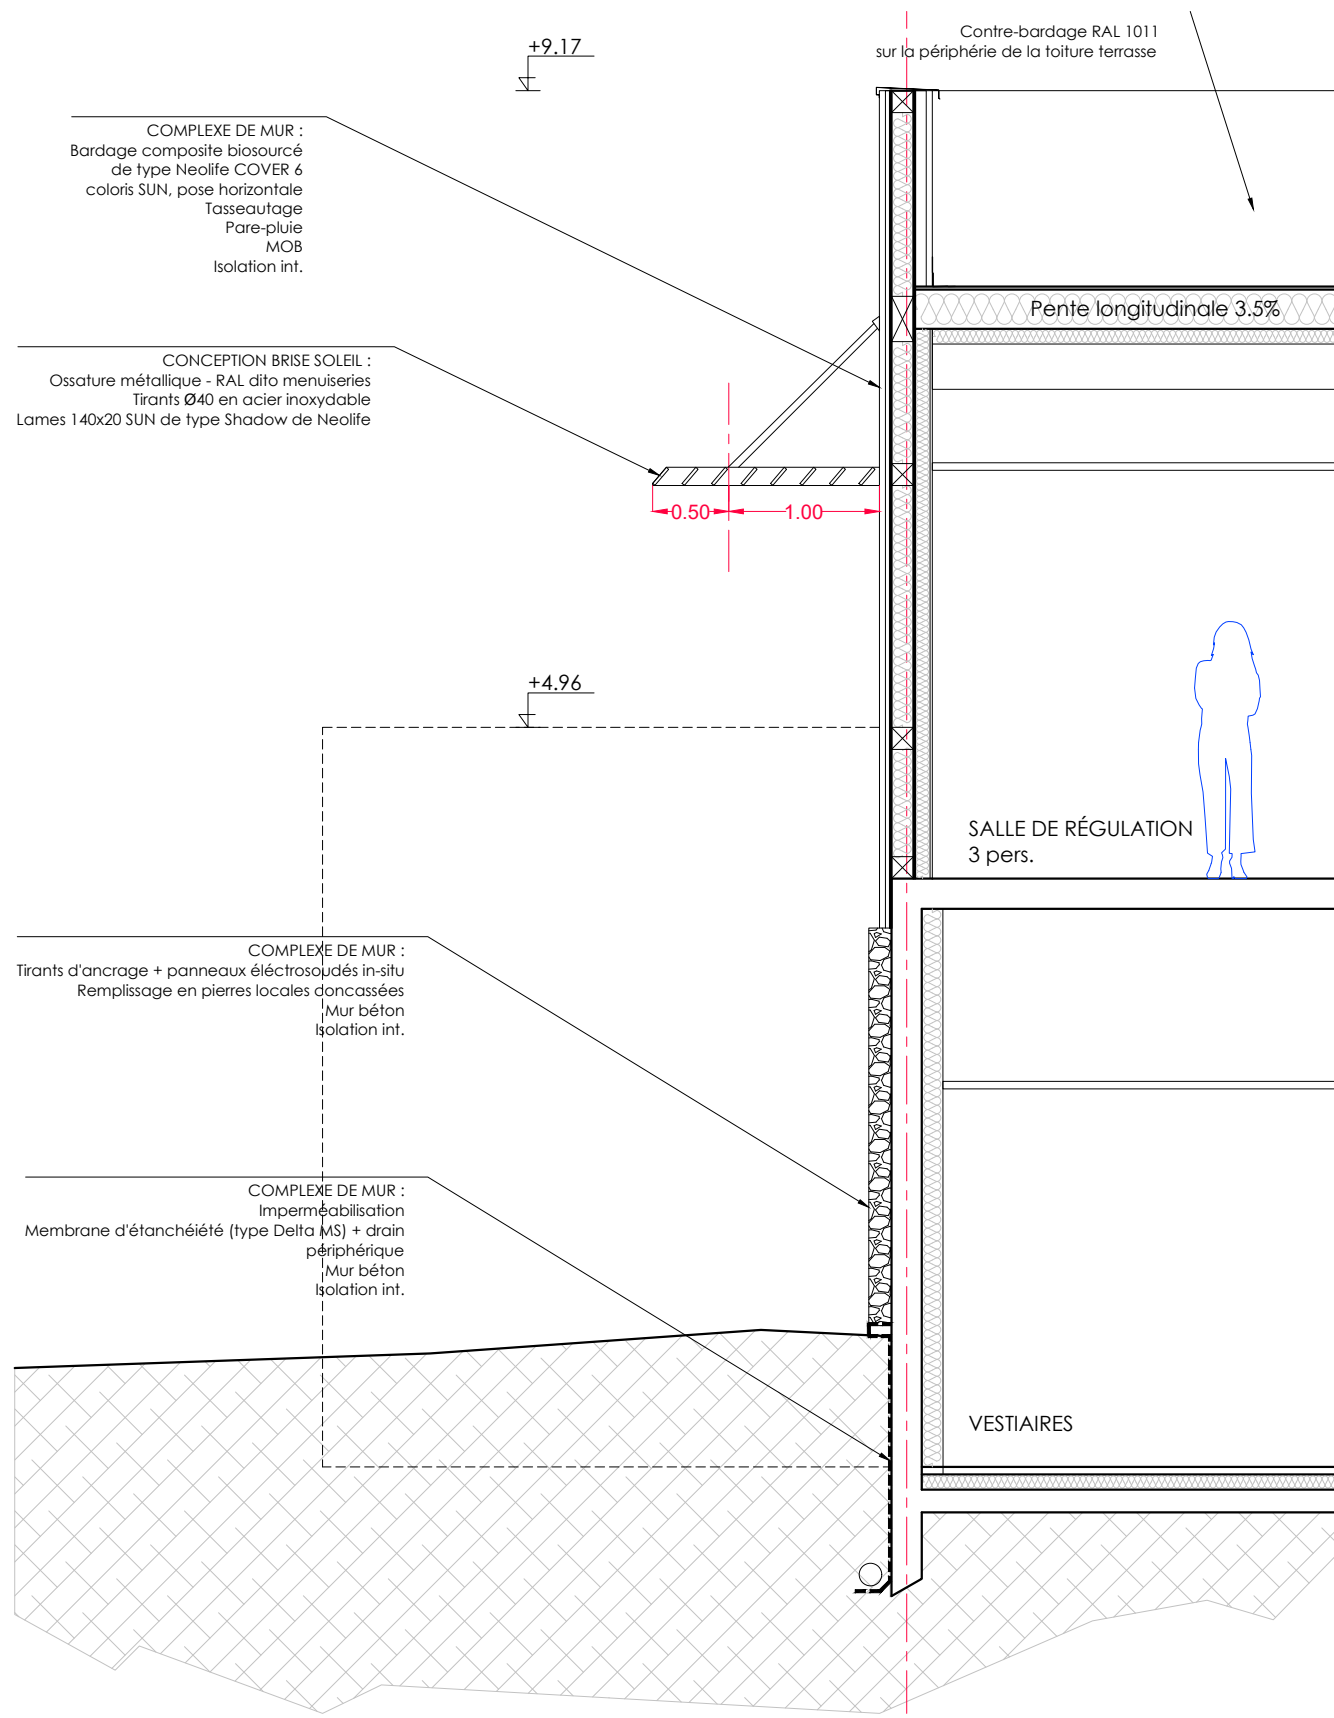 Contre-bardage RAL 1011
sur la périphérie de la toiture terrasse
+9.17
COMPLEXE DE MUR :
Bardage composite biosourcé
de type Neolife COVER 6
coloris SUN, pose horizontale
Tasseautage
Pare-pluie
MOB
Isolation int.
Pente longitudinale 3.5%
CONCEPTION BRISE SOLEIL :
Ossature métallique - RAL dito menuiseries
Tirants Ø40 en acier inoxydable
Lames 140x20 SUN de type Shadow de Neolife
0.50
1.00
+4.96
SALLE DE RÉGULATION
3 pers.
COMPLEXE DE MUR :
Tirants d'ancrage + panneaux éléctrosoudés in-situ
Remplissage en pierres locales concassées
Mur béton
Isolation int.
COMPLEXE DE MUR :
Imperméabilisation
Membrane d'étanchéiété (type Delta MS) + drain
périphérique
Mur béton
Isolation int.
VESTIAIRES